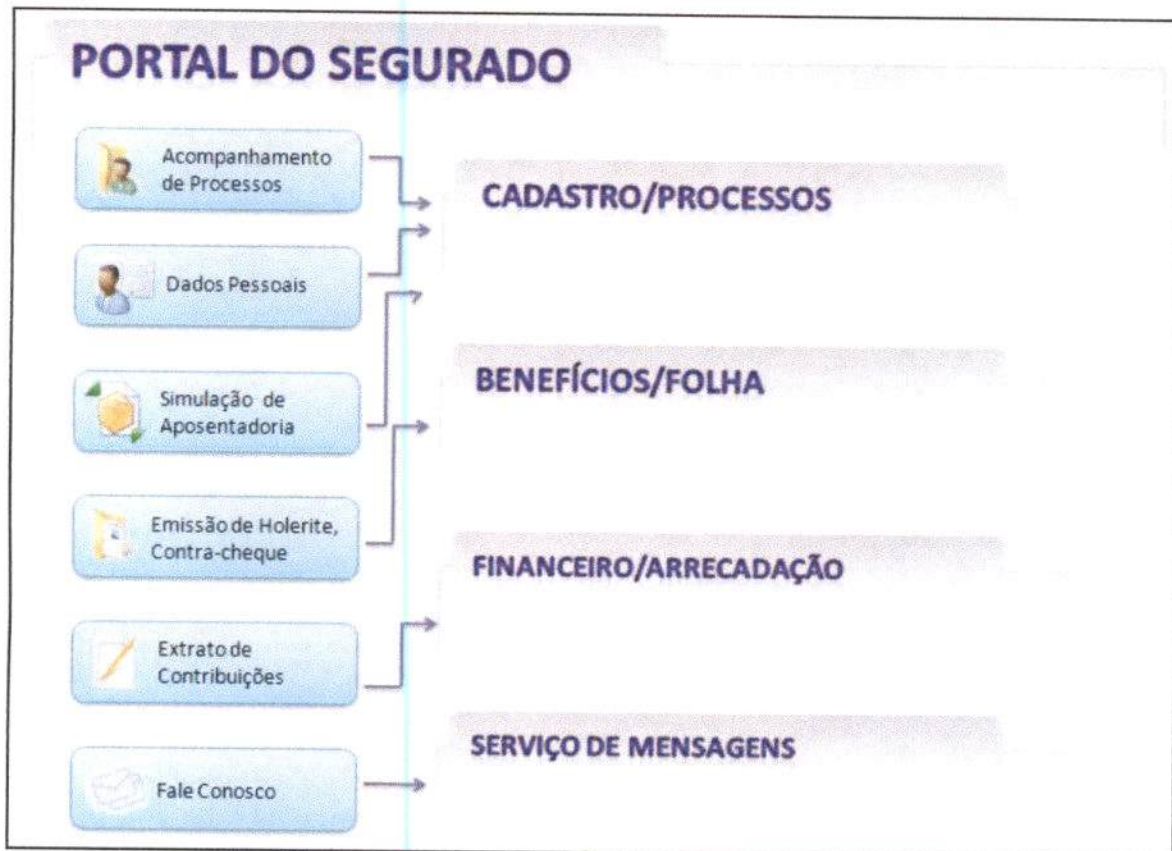 PORTAL DO SEGURADO
Acompanhamento
de Processos
Dados Pessoais
Simulação de
Aposentadoria
Emissão de Holerite,
Contra-cheque
Extrato de
Contribuições
Fale Conosco
CADASTRO/PROCESSOS
BENEFÍCIOS/FOLHA
FINANCEIRO/ARRECADAÇÃO
SERVIÇO DE MENSAGENS